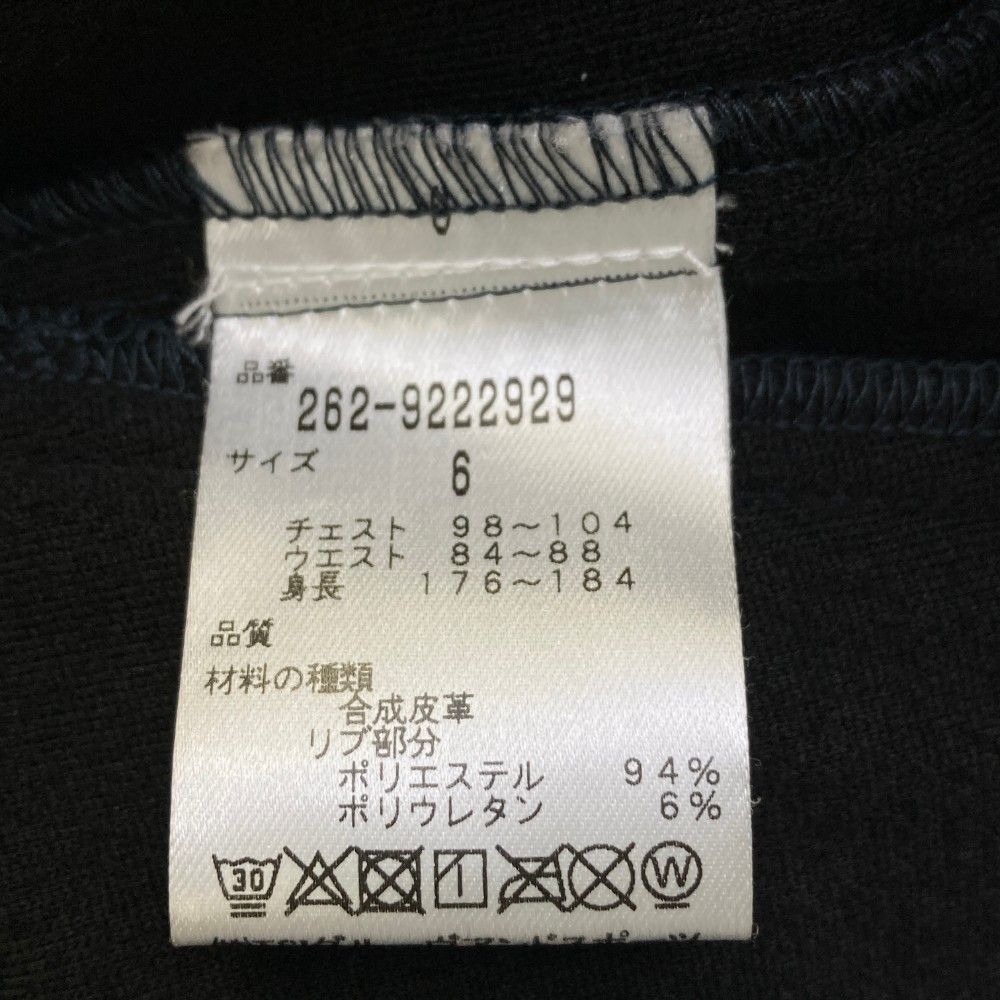 品番
262-9222929
サイズ 6
チェスト 98～104
ウエスト 84～88
身長 176～184
品質
材料の種類
合成皮革
リブ部分
ポリエステル 94%
ポリウレタン 6%
30 W